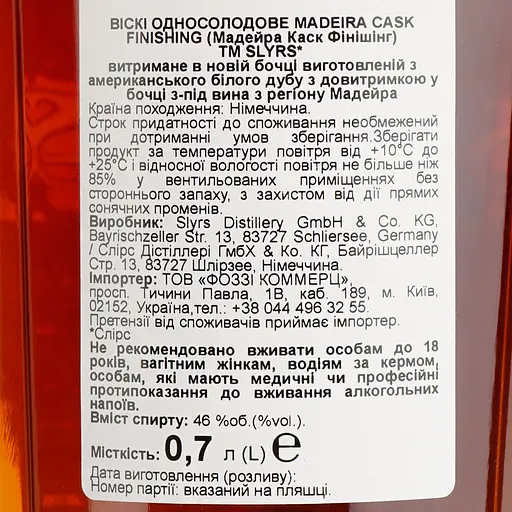 ВІСКІ ОДНОСОЛОДОВЕ MADEIRA CASK
FINISHING (Мадейра Каск Фінішінг)
ТМ SLYRS*
витримане в новій бочці виготовленій з
американського білого дубу з довитримкою у
бочці з-під вина з регіону Мадейра
Країна походження: Німеччина.
Строк придатності до споживання необмежений
при дотриманні умов зберігання.Зберігати
продукт за температури повітря від +10°С до
+25°С і відносної вологості повітря не більше ніж
85% у вентильованих приміщеннях без
стороннього запаху, з захистом від дії прямих
сонячних променів.
Виробник: Slyrs Distillery GmbH & Co. KG,
Bayrischzeller Str. 13, 83727 Schliersee, Germany
/ Слірс Дістіллері ГмбХ & Ко. КГ, Байрішцеллер
Стр. 13, 83727 Шлірзее, Німеччина.
Імпортер: ТОВ «ФОЗЗІ КОММЕРЦ»,
просп. Тичини Павла, 1В, каб. 189, м. Київ,
02152, Україна,тел.: +38 044 496 32 55.
Претензії від споживачів приймає імпортер.
*Слірс
Не рекомендовано вживати особам до 18
років, вагітним жінкам, водіям за кермом,
особам, які мають медичні чи професійні
протипоказання до вживання алкогольних
напоїв.
Вміст спирту: 46 %об.(%vol.).
Місткість: 0,7 л (L) ℮
Дата виготовлення (розливу):
Номер партії: вказаний на пляшці.